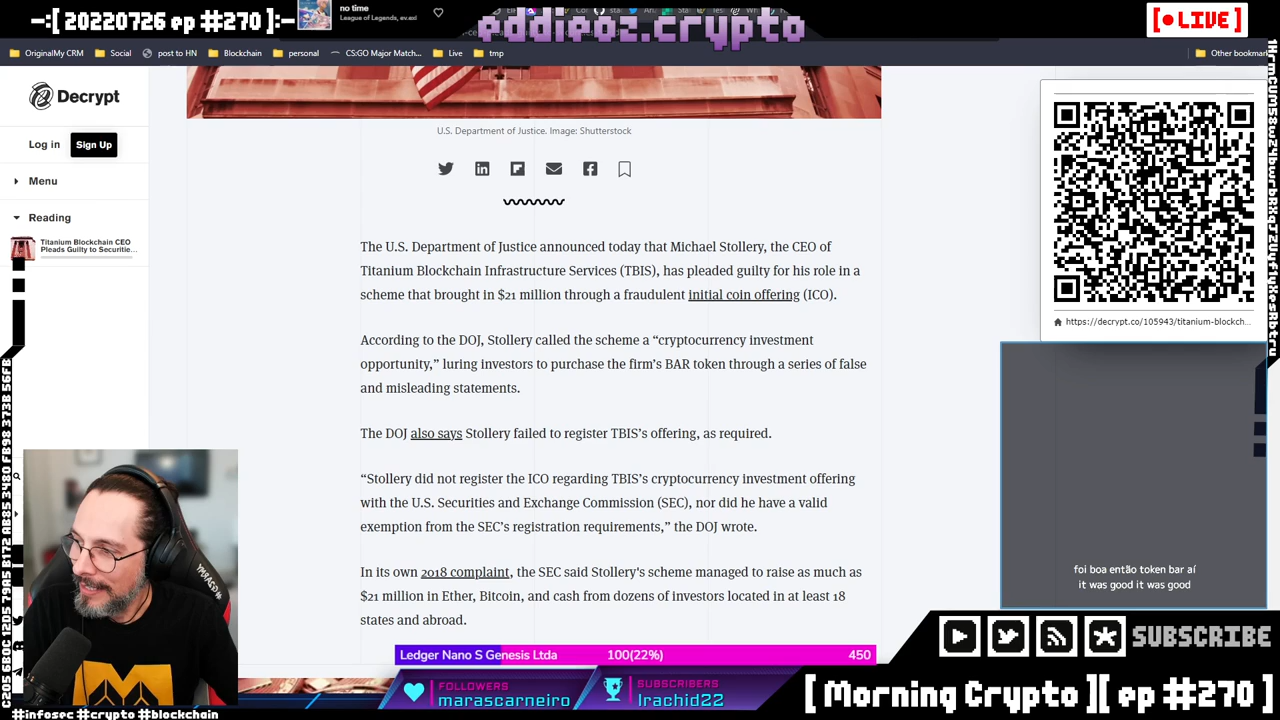 -:[ 20220726 ep #270]:-
no time
League of Legends, ev.axl
eddieoz.crypto
[●LIVE]
OriginalMy CRM
Social
post to HN
Blockchain
personal
CS:GO Major Match...
Live
tmp
Other bookmar
Decrypt
Log in
Sign Up
Menu
Reading
Titanium Blockchain CEO
Pleads Guilty to Securitie...
U.S. Department of Justice. Image: Shutterstock
The U.S. Department of Justice announced today that Michael Stollery, the CEO of
Titanium Blockchain Infrastructure Services (TBIS), has pleaded guilty for his role in a
scheme that brought in $21 million through a fraudulent initial coin offering (ICO).
According to the DOJ, Stollery called the scheme a “cryptocurrency investment
opportunity,” luring investors to purchase the firm’s BAR token through a series of false
and misleading statements.
The DOJ also says Stollery failed to register TBIS’s offering, as required.
“Stollery did not register the ICO regarding TBIS’s cryptocurrency investment offering
with the U.S. Securities and Exchange Commission (SEC), nor did he have a valid
exemption from the SEC’s registration requirements,” the DOJ wrote.
In its own 2018 complaint, the SEC said Stollery's scheme managed to raise as much as
$21 million in Ether, Bitcoin, and cash from dozens of investors located in at least 18
states and abroad.
https://decrypt.co/105943/titanium-blockch...
foi boa então token bar aí
it was good it was good
Ledger Nano S Genesis Ltda
100(22%)
450
FOLLOWERS
marascarneiro
SUBSCRIBERS
lrachid22
SUBSCRIBE
[ Morning Crypto ][ ep #270 ]
#infosec #crypto #blockchain